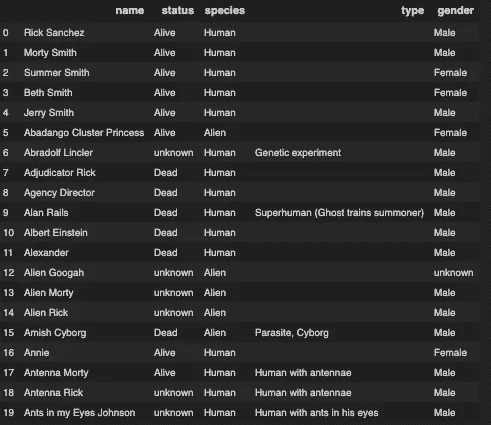 name status species type gender
0 Rick Sanchez Alive Human Male
1 Morty Smith Alive Human Male
2 Summer Smith Alive Human Female
3 Beth Smith Alive Human Female
4 Jerry Smith Alive Human Male
5 Abadango Cluster Princess Alive Alien Female
6 Abradolf Lincler unknown Human Genetic experiment Male
7 Adjudicator Rick Dead Human Male
8 Agency Director Dead Human Male
9 Alan Rails Dead Human Superhuman (Ghost trains summoner) Male
10 Albert Einstein Dead Human Male
11 Alexander Dead Human Male
12 Alien Googah unknown Alien unknown
13 Alien Morty unknown Alien Male
14 Alien Rick unknown Alien Male
15 Amish Cyborg Dead Alien Parasite, Cyborg Male
16 Annie Alive Human Female
17 Antenna Morty Alive Human Human with antennae Male
18 Antenna Rick unknown Human Human with antennae Male
19 Ants in my Eyes Johnson unknown Human Human with ants in his eyes Male